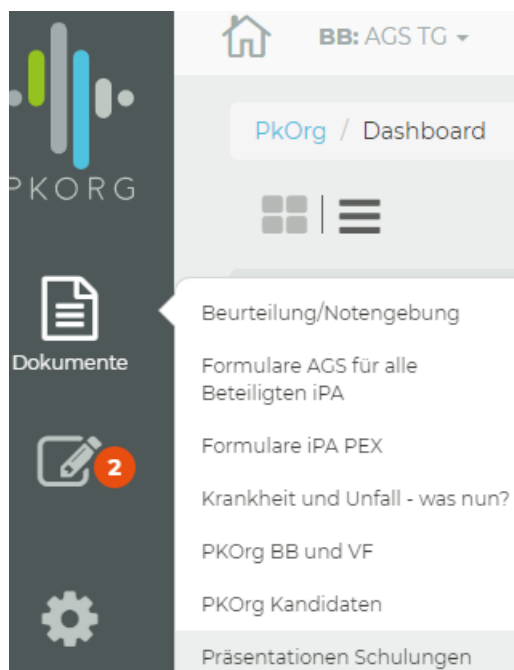 BB: AGS TG
PKORG
PkOrg / Dashboard
Dokumente
2
Beurteilung/Notengebung
Formulare AGS für alle
Beteiligten iPA
Formulare iPA PEX
Krankheit und Unfall - was nun?
PKOrg BB und VF
PKOrg Kandidaten
Präsentationen Schulungen